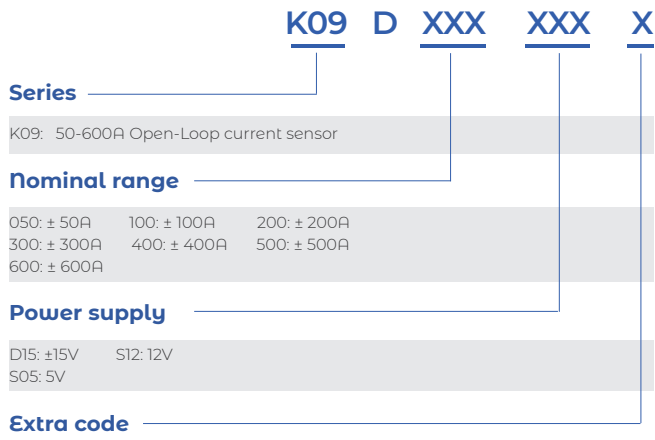 K09 D XXX XXX X
Series
K09: 50-600A Open-Loop current sensor
Nominal range
050: ± 50A 100: ± 100A 200: ± 200A
300: ± 300A 400: ± 400A 500: ± 500A
600: ± 600A
Power supply
D15: ±15V S12: 12V
S05: 5V
Extra code